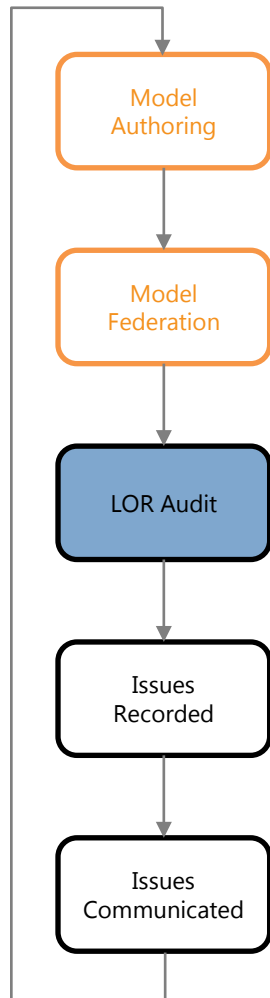 Model
Authoring
Model
Federation
LOR Audit
Issues
Recorded
Issues
Communicated